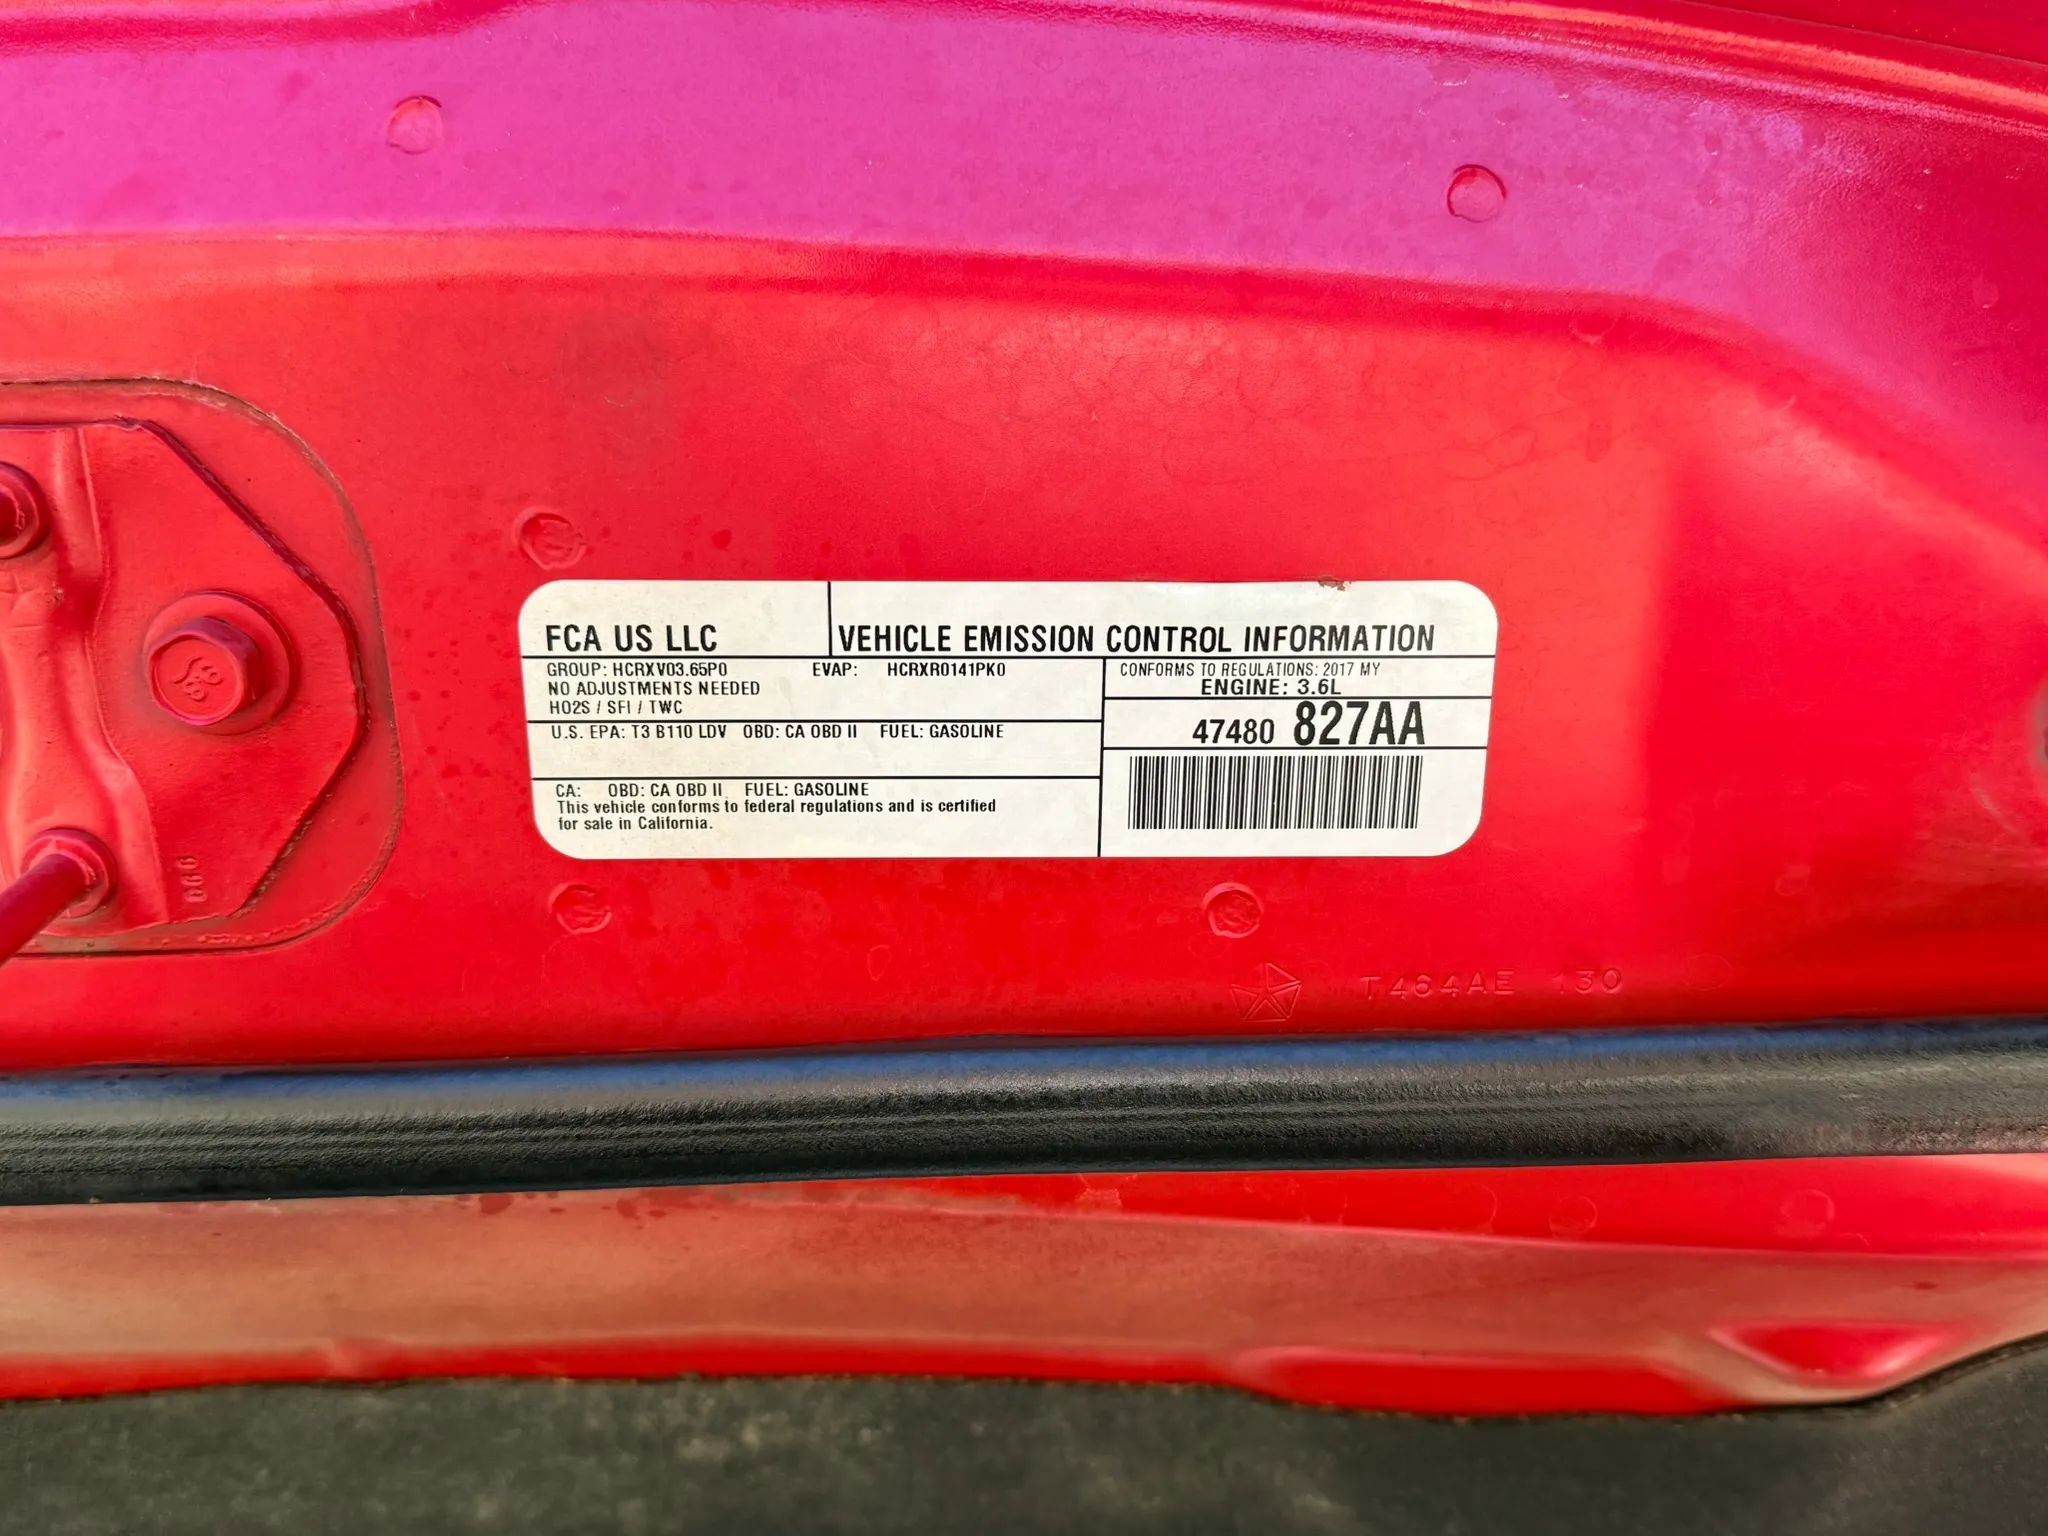 FCA US LLC
VEHICLE EMISSION CONTROL INFORMATION
GROUP: HCRXV03.65P0 EVAP: HCRXR0141PK0
NO ADJUSTMENTS NEEDED
HO2S / SFI / TWC
U.S. EPA: T3 B110 LDV OBD: CA OBD II FUEL: GASOLINE
CA: OBD: CA OBD II FUEL: GASOLINE
This vehicle conforms to federal regulations and is certified
for sale in California.
CONFORMS TO REGULATIONS: 2017 MY
ENGINE: 3.6L
47480 827AA
T464AE 130